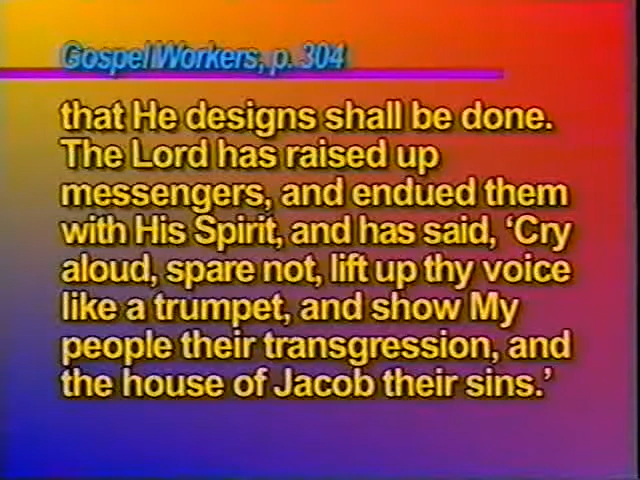 Gospel Workers, p. 304
that He designs shall be done.
The Lord has raised up
messengers, and endued them
with His Spirit, and has said, ‘Cry
aloud, spare not, lift up thy voice
like a trumpet, and show My
people their transgression, and
the house of Jacob their sins.’